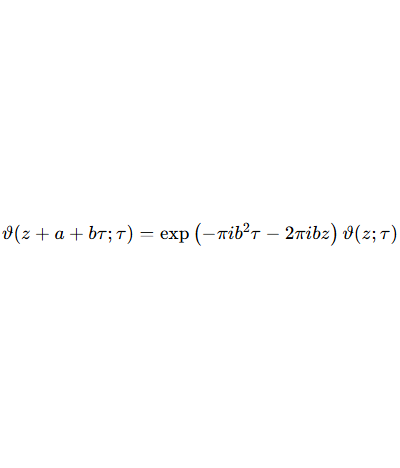 ϑ(z + a + bτ; τ) = exp (−πib²τ − 2πibz) ϑ(z; τ)